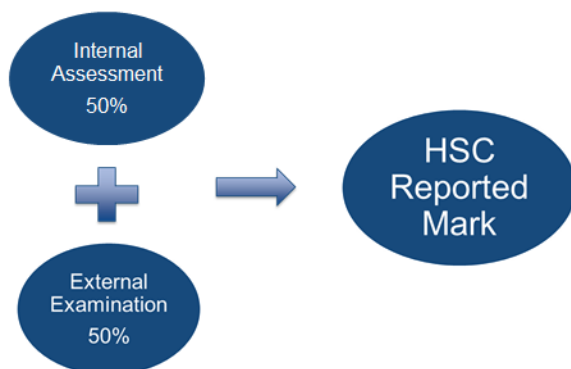 Internal
Assessment
50%
HSC
Reported
Mark
External
Examination
50%